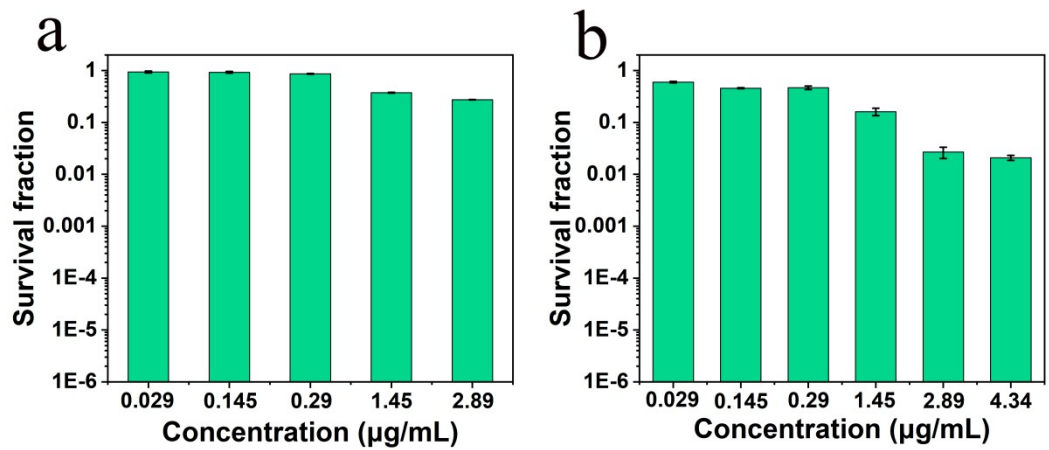 a
Survival fraction
1
0.1
0.01
0.001
1E-4
1E-5
1E-6
0.029 0.145 0.29 1.45 2.89
Concentration (µg/mL)
b
Survival fraction
1
0.1
0.01
0.001
1E-4
1E-5
1E-6
0.029 0.145 0.29 1.45 2.89 4.34
Concentration (µg/mL)